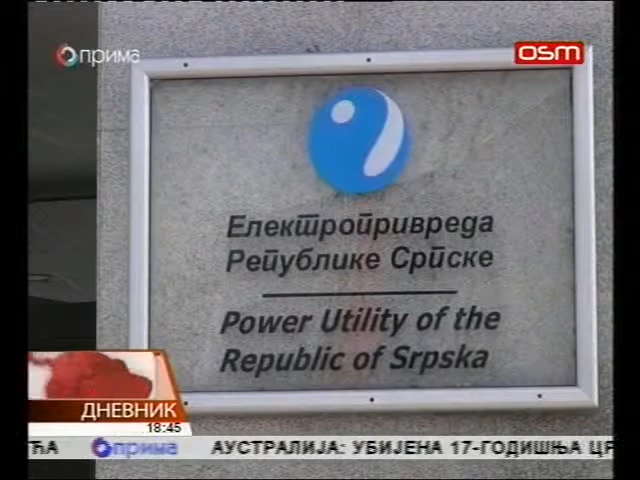 прима
OSM
Електропривреда
Републике Српске
Power Utility of the
Republic of Srpska
ДНЕВНИК
18:45
ЋА прима АУСТРАЛИЈА: УБИЈЕНА 17-ГОДИШЊА ЦР